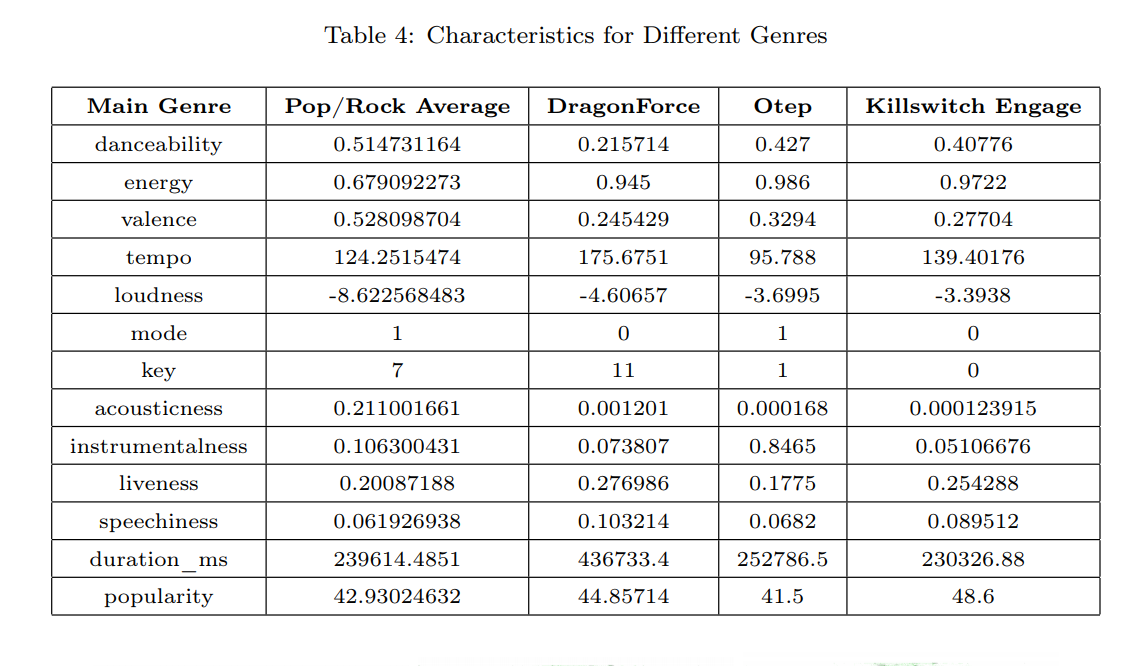 Table 4: Characteristics for Different Genres
Main Genre Pop/Rock Average DragonForce Otep Killswitch Engage
danceability 0.514731164 0.215714 0.427 0.40776
energy 0.679092273 0.945 0.986 0.9722
valence 0.528098704 0.245429 0.3294 0.27704
tempo 124.2515474 175.6751 95.788 139.40176
loudness -8.622568483 -4.60657 -3.6995 -3.3938
mode 1 0 1 0
key 7 11 1 0
acousticness 0.211001661 0.001201 0.000168 0.000123915
instrumentalness 0.106300431 0.073807 0.8465 0.05106676
liveness 0.20087188 0.276986 0.1775 0.254288
speechiness 0.061926938 0.103214 0.0682 0.089512
duration_ms 239614.4851 436733.4 252786.5 230326.88
popularity 42.93024632 44.85714 41.5 48.6